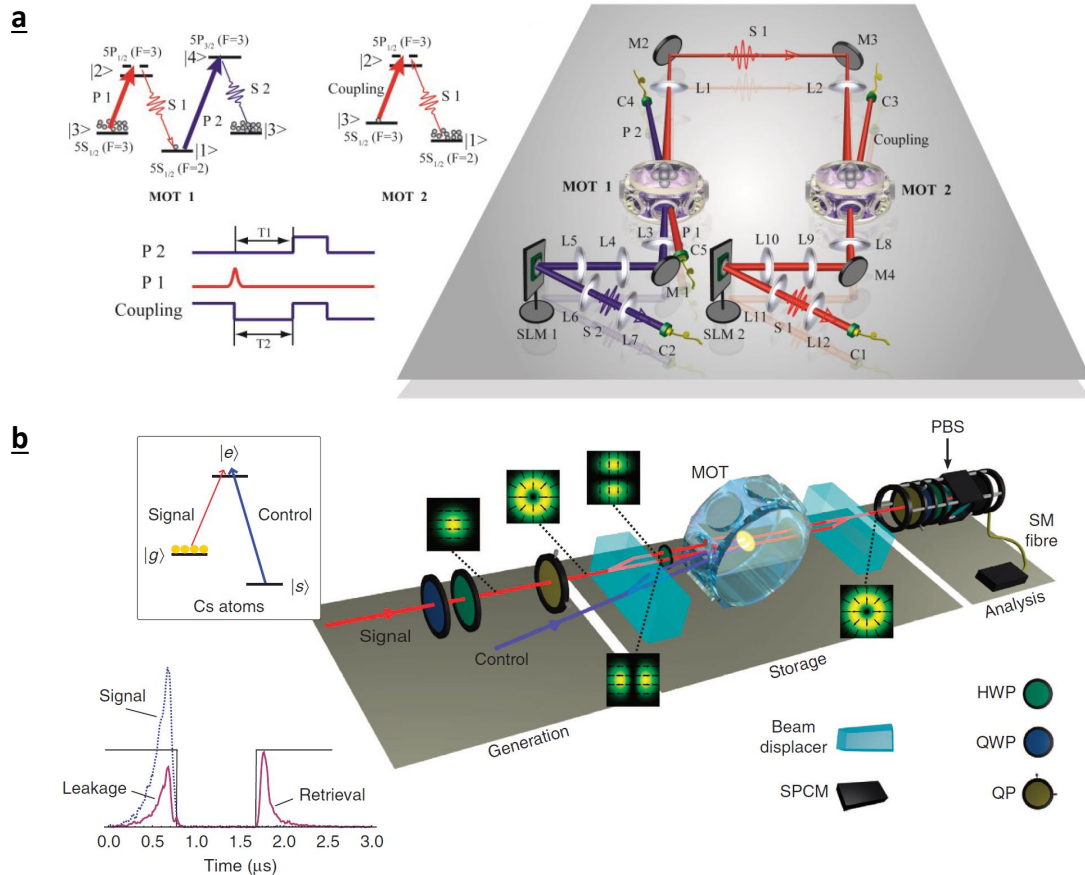 a
5P1/2 (F=3)
|2>
P 1
S 1
|3>
5S1/2 (F=3)
5P3/2 (F=3)
|4>
P 2
S 2
|3>
|1>
5S1/2 (F=2)
MOT 1
5P1/2 (F=3)
|2>
Coupling
S 1
|3>
5S1/2 (F=3)
|1>
5S1/2 (F=2)
MOT 2
P 2
T1
P 1
Coupling
T2
M2
S 1
M3
L1
L2
C4
C3
P 2
Coupling
MOT 1
MOT 2
L3
P 1
C5
L8
L5
L4
L10
L9
M 1
M4
L6
S 2
L7
L11
S 1
L12
SLM 1
C2
SLM 2
C1
b
|e⟩
Signal
Control
|g⟩
|s⟩
Cs atoms
Signal
Leakage
Retrieval
0.0 0.5 1.0 1.5 2.0 2.5 3.0
Time (μs)
MOT
PBS
SM
fibre
Signal
Control
Generation
Storage
Analysis
Beam
displacer
SPCM
HWP
QWP
QP